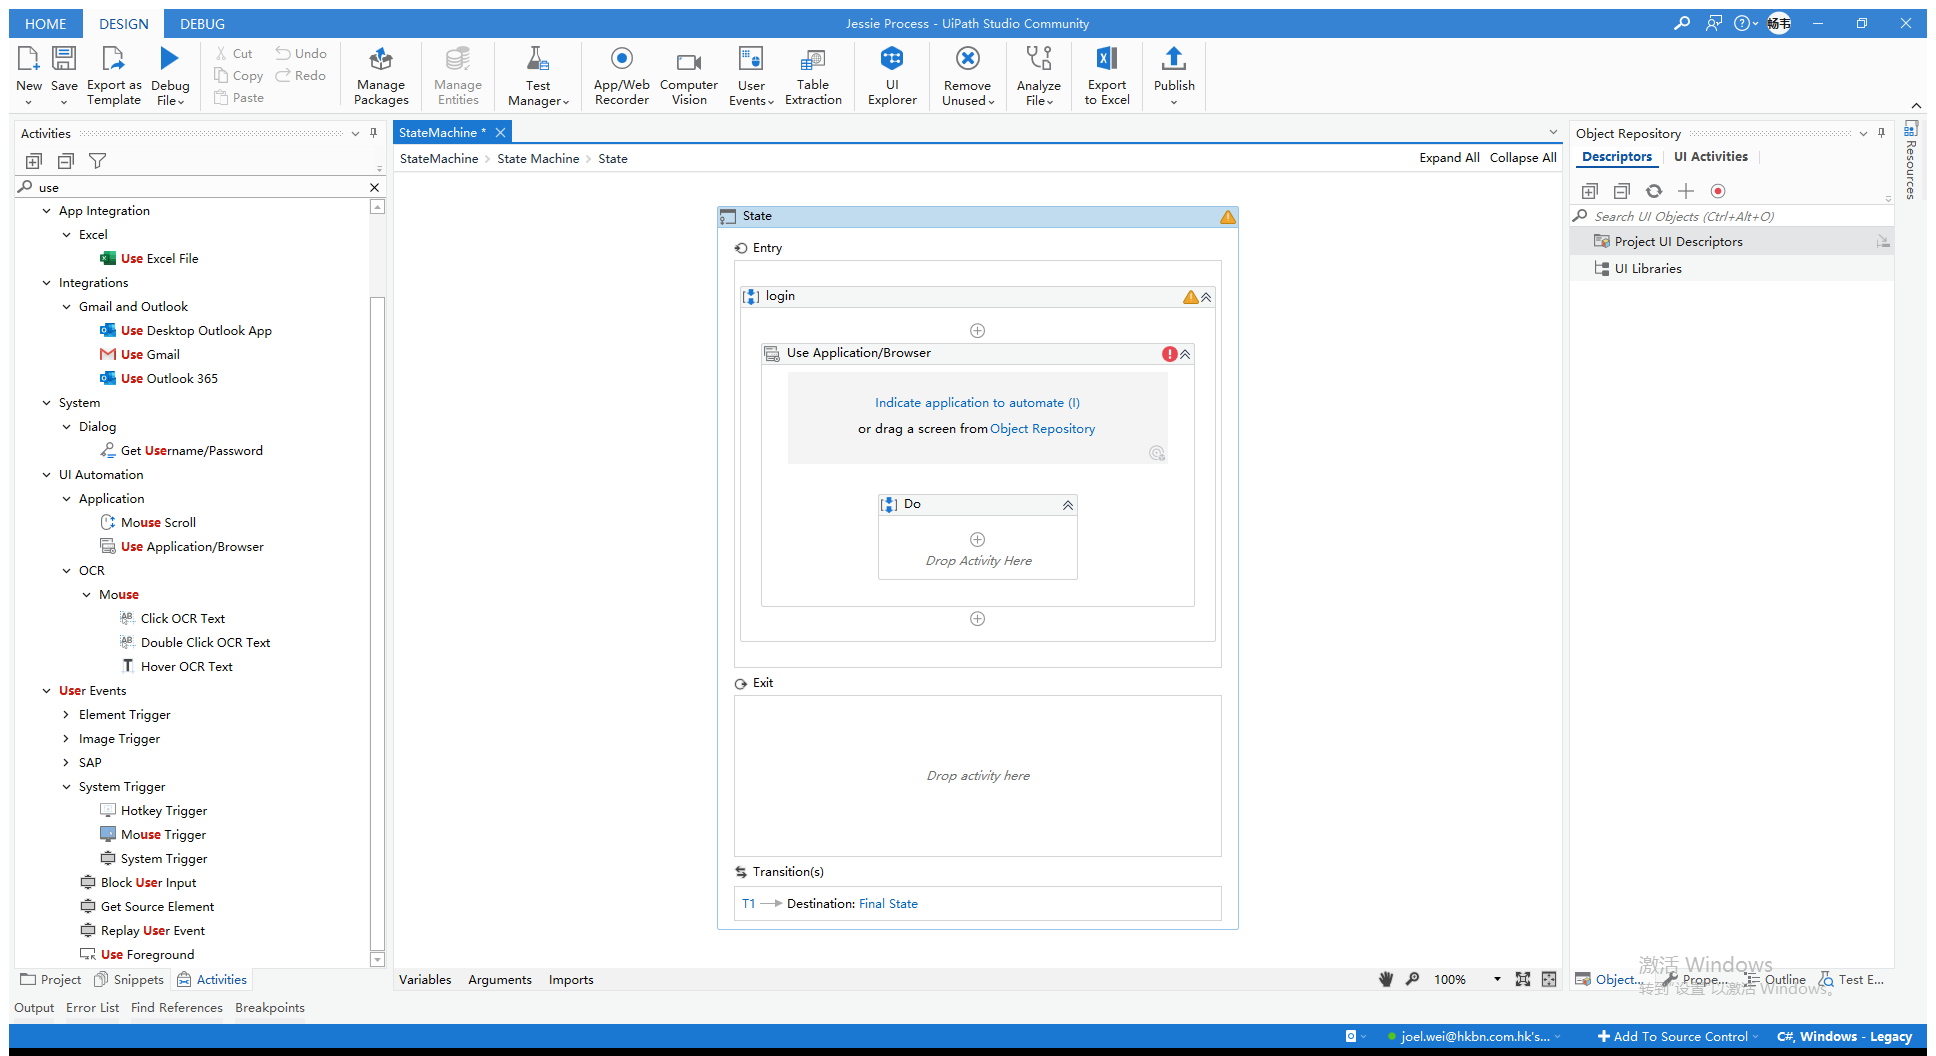 HOME DESIGN DEBUG Jessie Process - UiPath Studio Community 畅韦
New Save Export as Template Debug File Cut Copy Paste Undo Redo Manage Packages Manage Entities Test Manager App/Web Recorder Computer Vision User Events Table Extraction UI Explorer Remove Unused Analyze File Export to Excel Publish
Activities
use
App Integration
Excel
Use Excel File
Integrations
Gmail and Outlook
Use Desktop Outlook App
Use Gmail
Use Outlook 365
System
Dialog
Get Username/Password
UI Automation
Application
Mouse Scroll
Use Application/Browser
OCR
Mouse
Click OCR Text
Double Click OCR Text
Hover OCR Text
User Events
Element Trigger
Image Trigger
SAP
System Trigger
Hotkey Trigger
Mouse Trigger
System Trigger
Block User Input
Get Source Element
Replay User Event
Use Foreground
Project Snippets Activities
StateMachine *
StateMachine > State Machine > State Expand All Collapse All
State
Entry
login
Use Application/Browser
Indicate application to automate (I)
or drag a screen from Object Repository
Do
Drop Activity Here
Exit
Drop activity here
Transition(s)
T1 Destination: Final State
Variables Arguments Imports 100%
Object Repository
Descriptors UI Activities
Search UI Objects (Ctrl+Alt+O)
Project UI Descriptors
UI Libraries
Resources
激活 Windows
转到"设置"以激活 Windows。
Object... Prope... Outline Test E...
Output Error List Find References Breakpoints
joel.wei@hkbn.com.hk's... Add To Source Control C#, Windows - Legacy